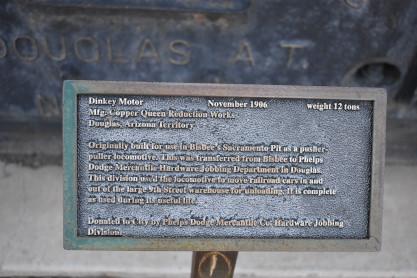 DOUGLAS A T.
Dinkey Motor November 1906 weight 12 tons
Mfg: Copper Queen Reduction Works
Douglas, Arizona Territory
Originally built for use in Bisbee's Sacramento Pit as a pusher-
puller locomotive. This was transferred from Bisbee to Phelps
Dodge Mercantile Hardware Jobbing Department in Douglas.
This division used the locomotive to move railroad cars in and
out of the large 9th Street warehouse for unloading. It is complete
as used during its useful life.
Donated to City by Phelps Dodge Mercantile Co; Hardware Jobbing
Division.